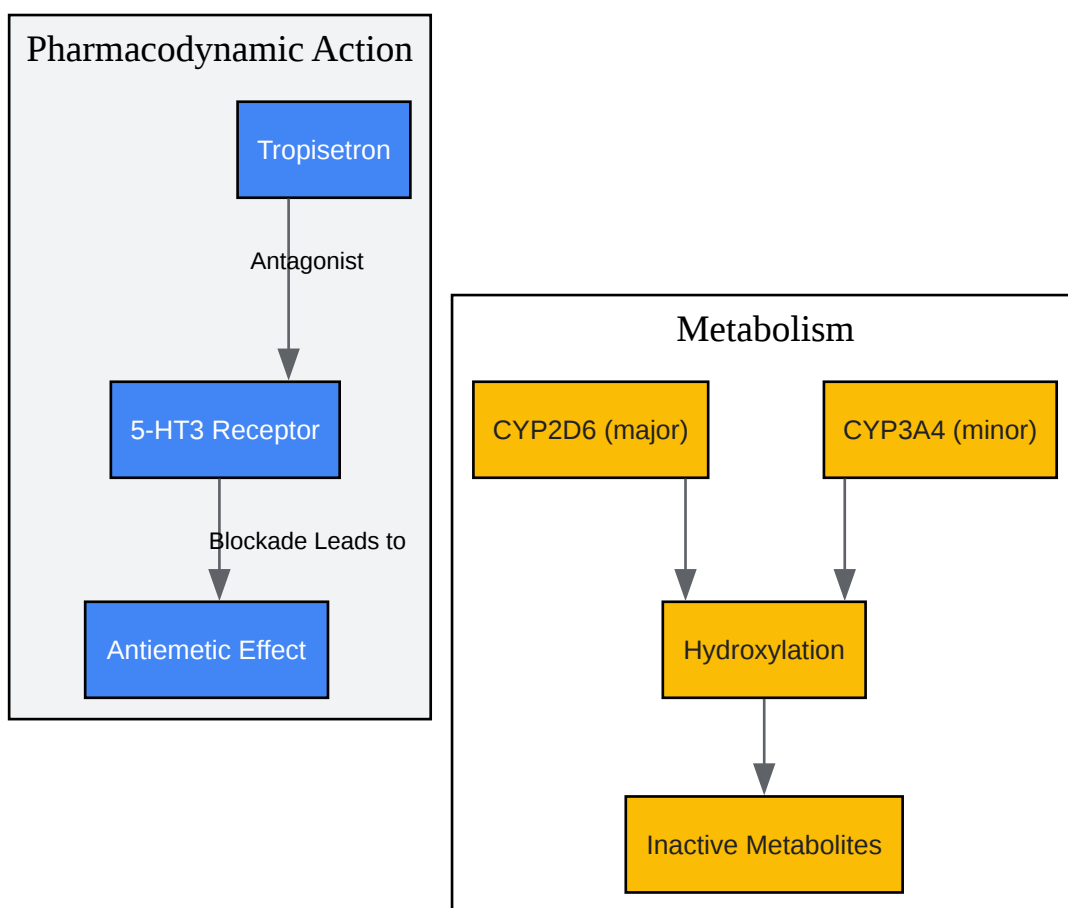 Pharmacodynamic Action
Tropisetron
Antagonist
5-HT3 Receptor
Blockade Leads to
Antiemetic Effect
Metabolism
CYP2D6 (major)
CYP3A4 (minor)
Hydroxylation
Inactive Metabolites